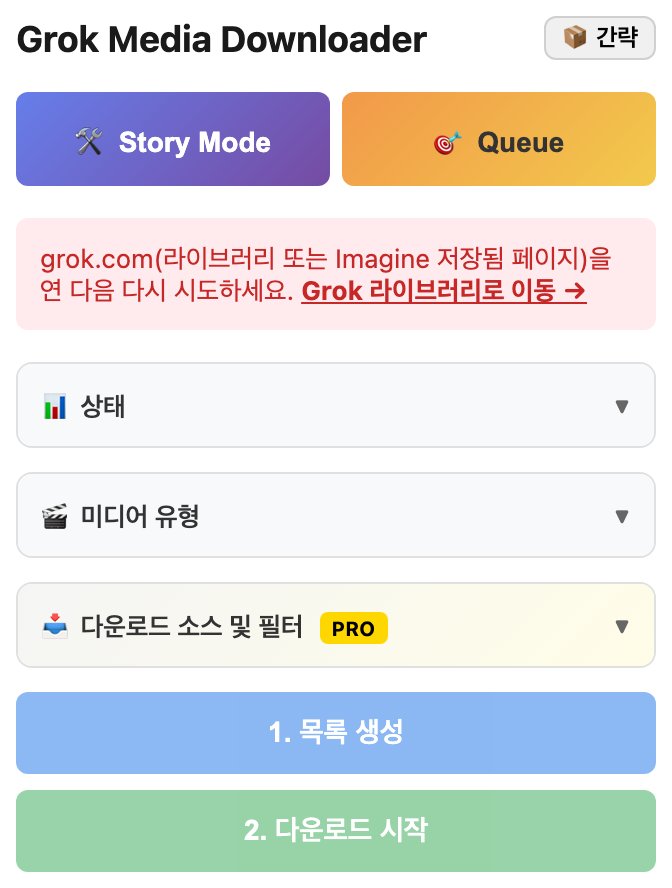 Grok Media Downloader
📦 간략
🛠️ Story Mode
🎯 Queue
grok.com(라이브러리 또는 Imagine 저장됨 페이지)을
연 다음 다시 시도하세요. Grok 라이브러리로 이동 →
📊 상태 ▼
🎬 미디어 유형 ▼
📥 다운로드 소스 및 필터 PRO ▼
1. 목록 생성
2. 다운로드 시작